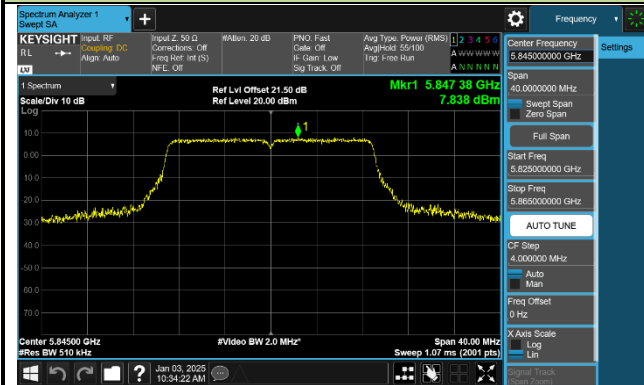 Spectrum Analyzer 1
Swept SA
+
Frequency
KEYSIGHT
RL
LXI
Input: RF
Coupling: DC
Align: Auto
Input Z: 50 Ω
Corrections: Off
Freq Ref: Int (S)
NFE: Off
#Atten: 20 dB
PNO: Fast
Gate: Off
IF Gain: Low
Sig Track: Off
Avg Type: Power (RMS)
Avg|Hold: 55/100
Trig: Free Run
1 2 3 4 5 6
A W W W W W
A N N N N N
1 Spectrum
Scale/Div 10 dB
Log
Ref Lvl Offset 21.50 dB
Ref Level 20.00 dBm
Mkr1 5.847 38 GHz
7.838 dBm
1
10.0
0.00
-10.0
-20.0
-30.0
-40.0
-50.0
-60.0
-70.0
Center 5.84500 GHz
#Res BW 510 kHz
#Video BW 2.0 MHz*
Span 40.00 MHz
Sweep 1.07 ms (2001 pts)
Jan 03, 2025
10:34:22 AM
Center Frequency
5.845000000 GHz
Settings
Span
40.0000000 MHz
Swept Span
Zero Span
Full Span
Start Freq
5.825000000 GHz
Stop Freq
5.865000000 GHz
AUTO TUNE
CF Step
4.000000 MHz
Auto
Man
Freq Offset
0 Hz
X Axis Scale
Log
Lin
Signal Track
(Span Zoom)